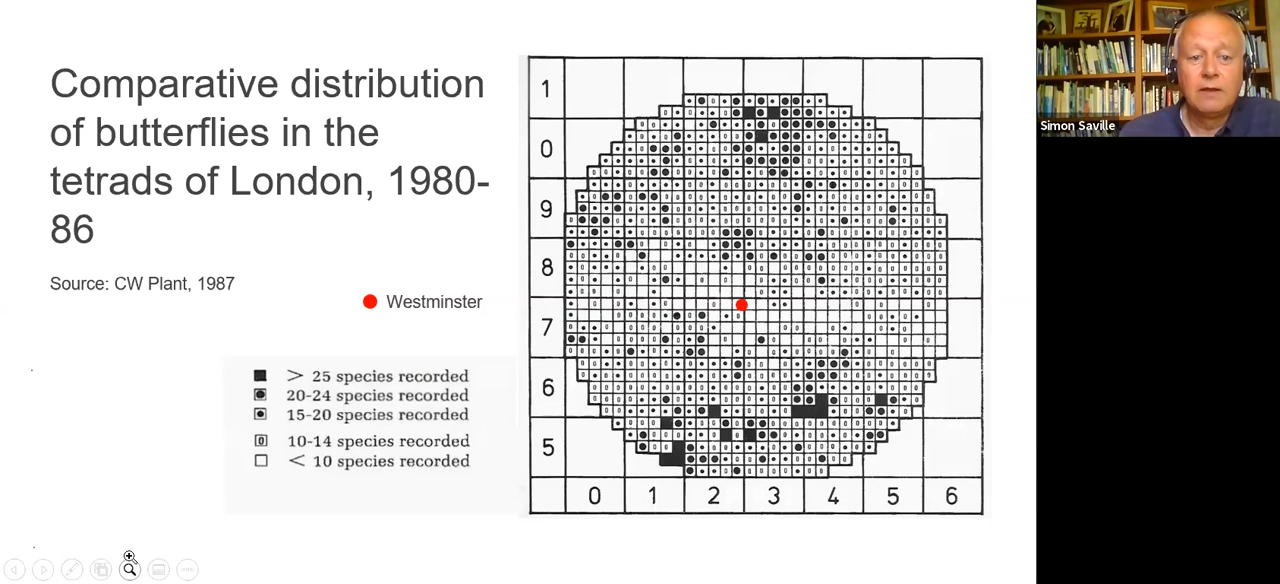 Comparative distribution
of butterflies in the
tetrads of London, 1980-
86
Source: CW Plant, 1987
Westminster
> 25 species recorded
20-24 species recorded
15-20 species recorded
10-14 species recorded
< 10 species recorded
1
0
9
8
7
6
5
0 1 2 3 4 5 6
Simon Saville